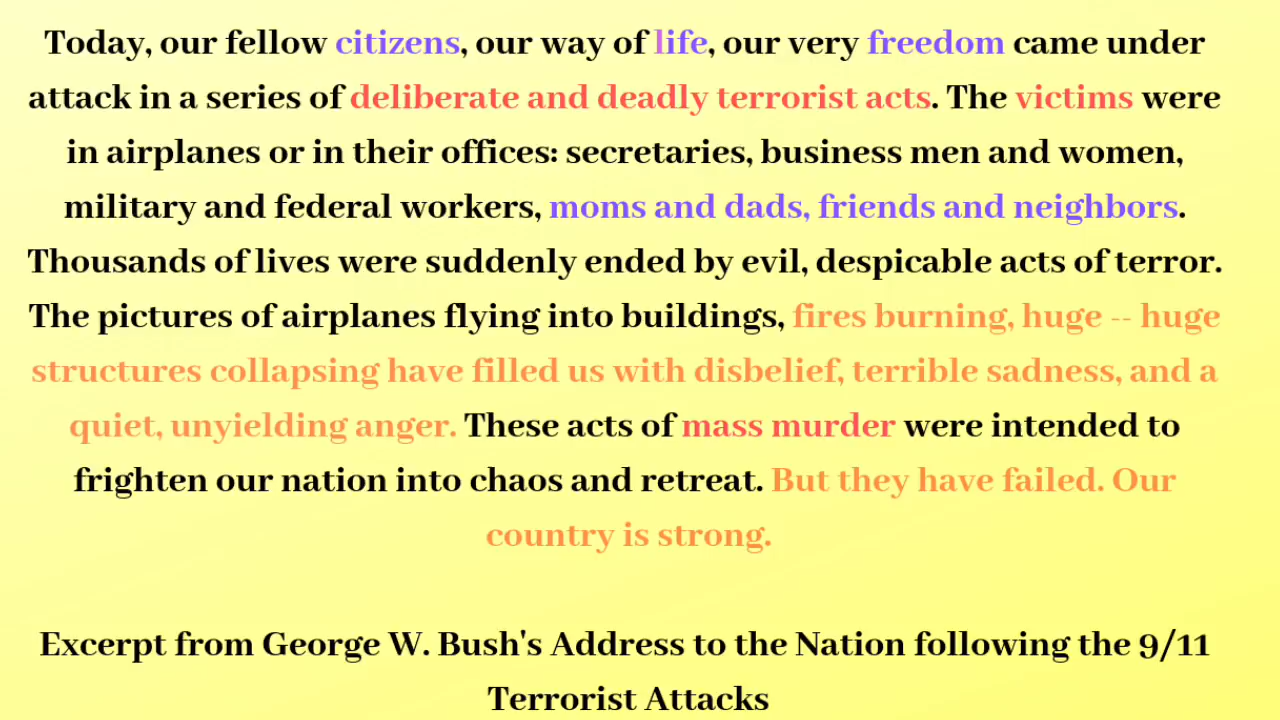 Today, our fellow citizens, our way of life, our very freedom came under
attack in a series of deliberate and deadly terrorist acts. The victims were
in airplanes or in their offices: secretaries, business men and women,
military and federal workers, moms and dads, friends and neighbors.
Thousands of lives were suddenly ended by evil, despicable acts of terror.
The pictures of airplanes flying into buildings, fires burning, huge -- huge
structures collapsing have filled us with disbelief, terrible sadness, and a
quiet, unyielding anger. These acts of mass murder were intended to
frighten our nation into chaos and retreat. But they have failed. Our
country is strong.
Excerpt from George W. Bush's Address to the Nation following the 9/11
Terrorist Attacks